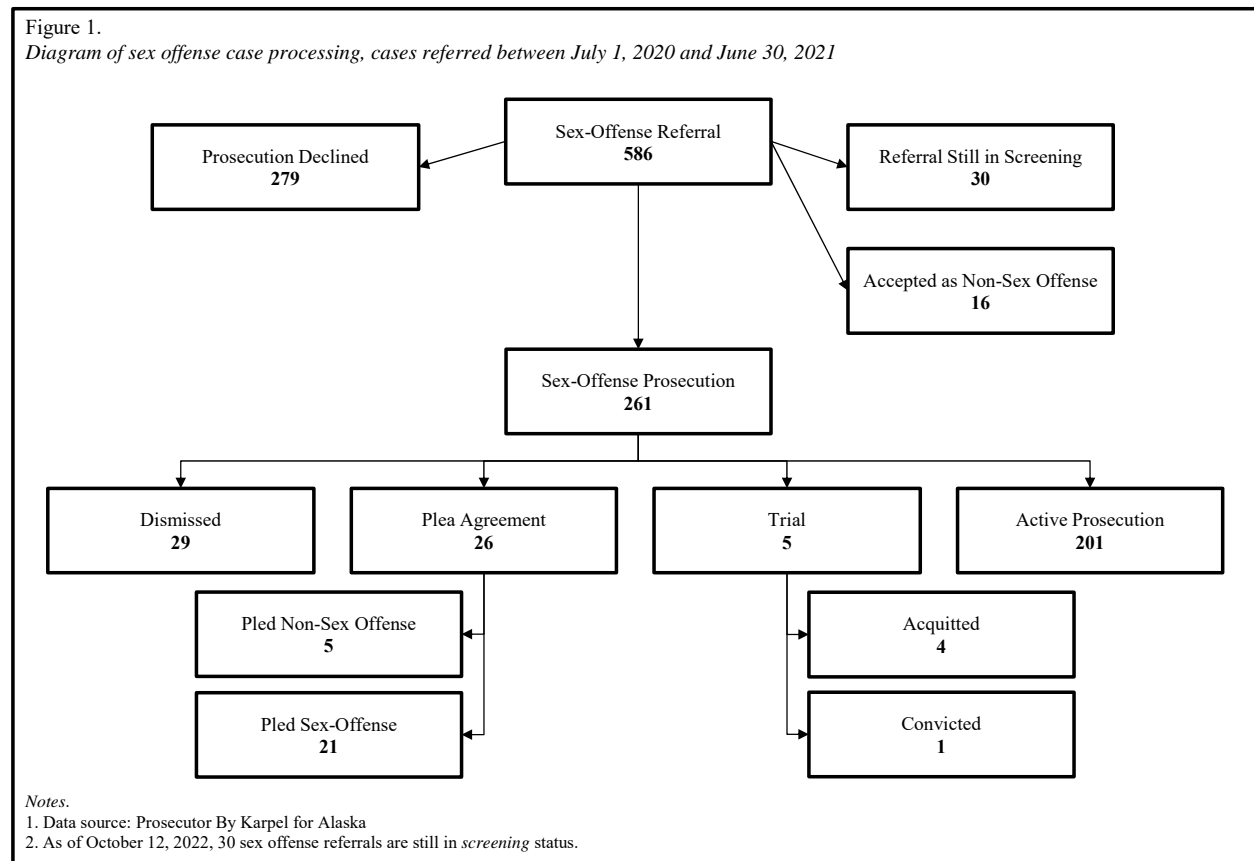 Figure 1.
Diagram of sex offense case processing, cases referred between July 1, 2020 and June 30, 2021
Sex-Offense Referral
586
Prosecution Declined
279
Referral Still in Screening
30
Accepted as Non-Sex Offense
16
Sex-Offense Prosecution
261
Dismissed
29
Plea Agreement
26
Trial
5
Active Prosecution
201
Pled Non-Sex Offense
5
Acquitted
4
Pled Sex-Offense
21
Convicted
1
Notes.
1. Data source: Prosecutor By Karpel for Alaska
2. As of October 12, 2022, 30 sex offense referrals are still in screening status.